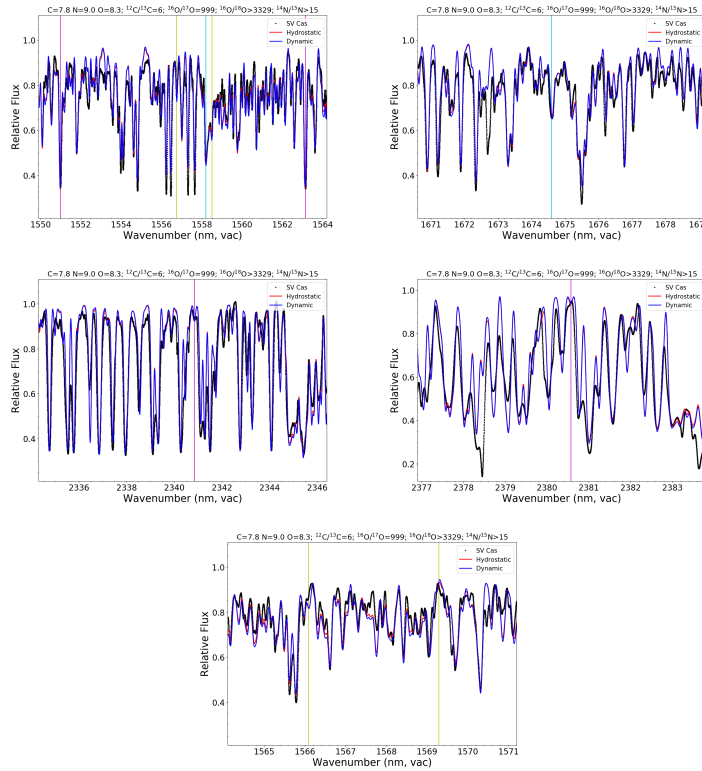 C=7.8 N=9.0 O=8.3; ¹²C/¹³C=6; ¹⁶O/¹⁷O=999; ¹⁶O/¹⁸O>3329; ¹⁴N/¹⁵N>15
SV Cas
Hydrostatic
Dynamic
1.0
0.8
0.6
0.4
Relative Flux
1550 1552 1554 1556 1558 1560 1562 1564
Wavenumber (nm, vac)
C=7.8 N=9.0 O=8.3; ¹²C/¹³C=6; ¹⁶O/¹⁷O=999; ¹⁶O/¹⁸O>3329; ¹⁴N/¹⁵N>15
SV Cas
Hydrostatic
Dynamic
1.0
0.8
0.6
0.4
Relative Flux
1671 1672 1673 1674 1675 1676 1677 1678 167
Wavenumber (nm, vac)
C=7.8 N=9.0 O=8.3; ¹²C/¹³C=6; ¹⁶O/¹⁷O=999; ¹⁶O/¹⁸O>3329; ¹⁴N/¹⁵N>15
SV Cas
Hydrostatic
Dynamic
1.0
0.8
0.6
0.4
Relative Flux
2336 2338 2340 2342 2344 2346
Wavenumber (nm, vac)
C=7.8 N=9.0 O=8.3; ¹²C/¹³C=6; ¹⁶O/¹⁷O=999; ¹⁶O/¹⁸O>3329; ¹⁴N/¹⁵N>15
SV Cas
Hydrostatic
Dynamic
1.0
0.8
0.6
0.4
0.2
Relative Flux
2377 2378 2379 2380 2381 2382 2383
Wavenumber (nm, vac)
C=7.8 N=9.0 O=8.3; ¹²C/¹³C=6; ¹⁶O/¹⁷O=999; ¹⁶O/¹⁸O>3329; ¹⁴N/¹⁵N>15
SV Cas
Hydrostatic
Dynamic
1.0
0.8
0.6
0.4
Relative Flux
1565 1566 1567 1568 1569 1570 1571
Wavenumber (nm, vac)